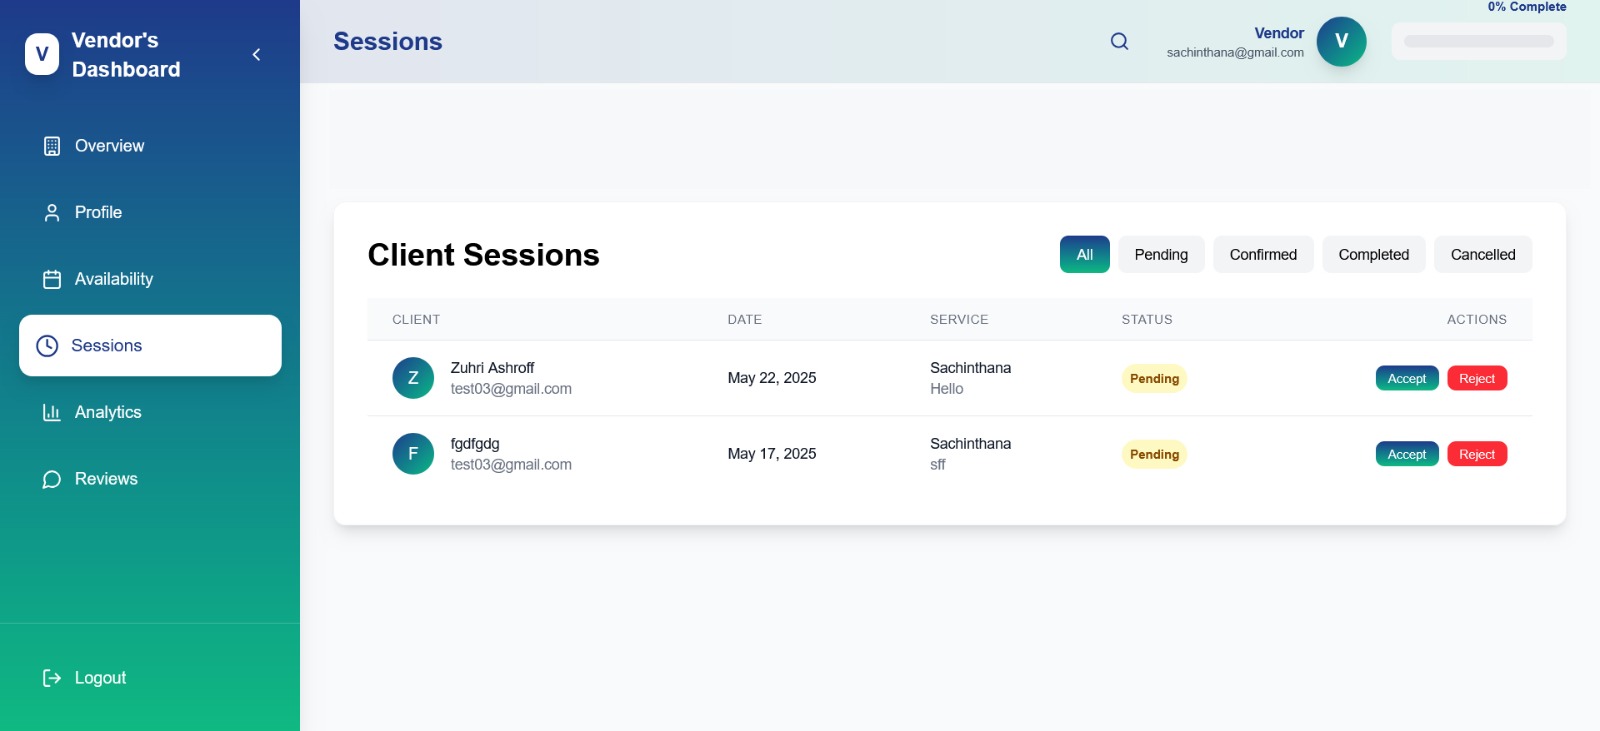 V
Vendor's
Dashboard
Overview
Profile
Availability
Sessions
Analytics
Reviews
Logout
Sessions
Vendor
sachinthana@gmail.com
V
0% Complete
Client Sessions
All Pending Confirmed Completed Cancelled
CLIENT DATE SERVICE STATUS ACTIONS
Z Zuhri Ashroff May 22, 2025 Sachinthana Pending Accept Reject
test03@gmail.com Hello
F fgdfgdg May 17, 2025 Sachinthana Pending Accept Reject
test03@gmail.com sff